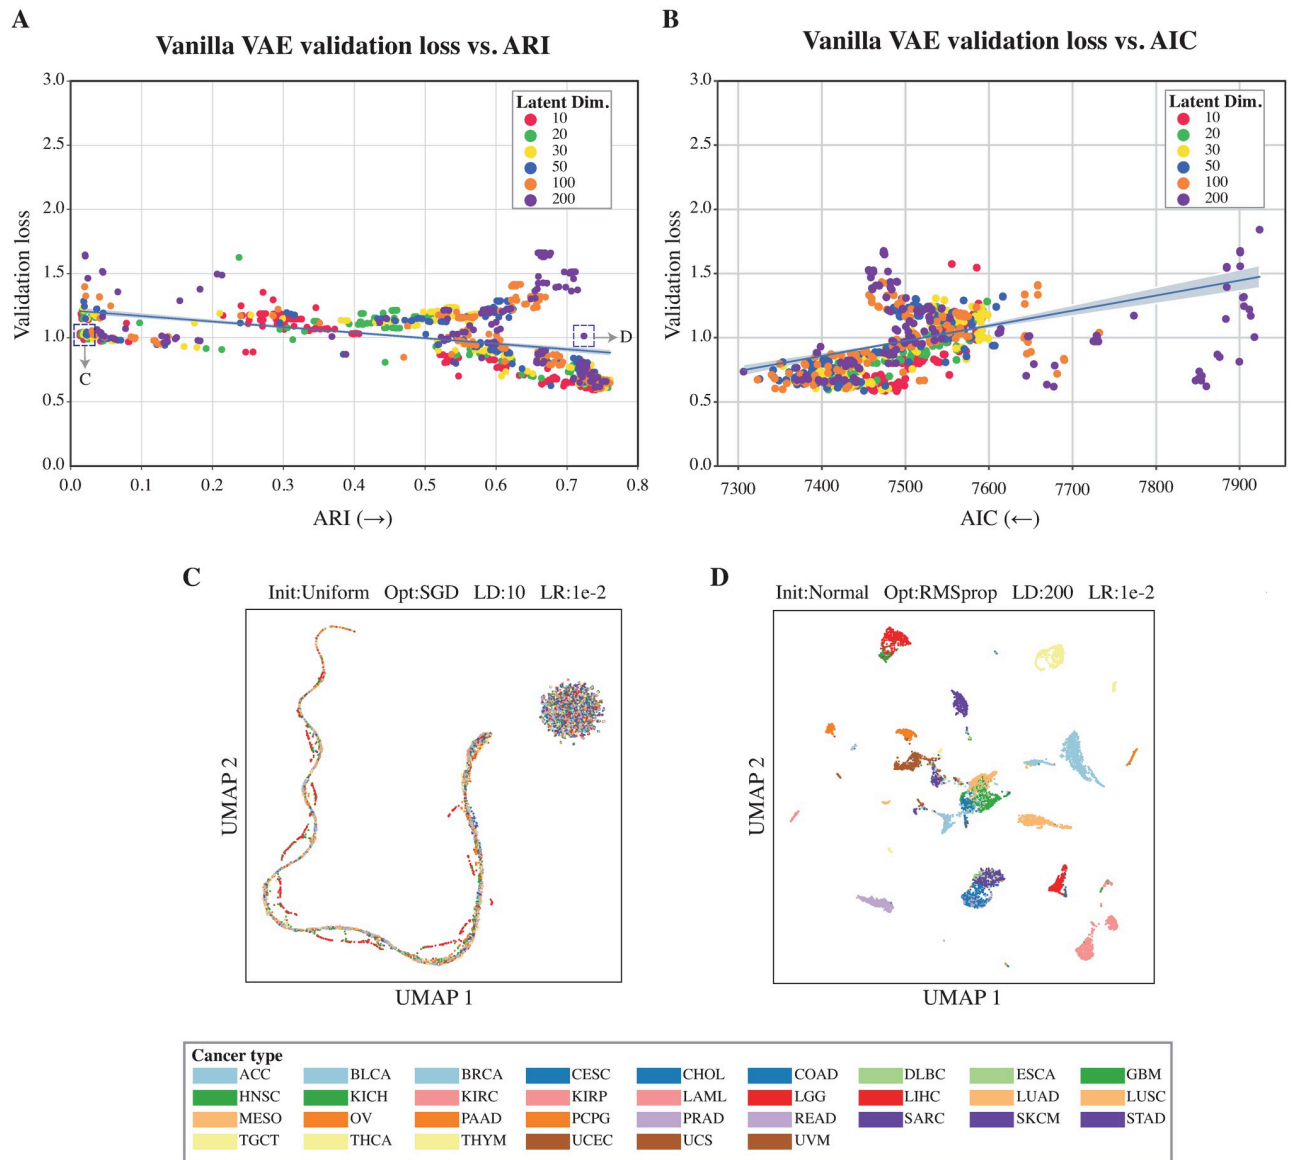 A
Vanilla VAE validation loss vs. ARI
3.0
2.5
2.0
1.5
1.0
0.5
0.0
Validation loss
Latent Dim.
10
20
30
50
100
200
C
D
0.0 0.1 0.2 0.3 0.4 0.5 0.6 0.7 0.8
ARI (→)
B
Vanilla VAE validation loss vs. AIC
3.0
2.5
2.0
1.5
1.0
0.5
0.0
Validation loss
Latent Dim.
10
20
30
50
100
200
7300 7400 7500 7600 7700 7800 7900
AIC (←)
C
Init:Uniform Opt:SGD LD:10 LR:1e-2
UMAP 2
UMAP 1
D
Init:Normal Opt:RMSprop LD:200 LR:1e-2
UMAP 2
UMAP 1
Cancer type
ACC BLCA BRCA CESC CHOL COAD DLBC ESCA GBM
HNSC KICH KIRC KIRP LAML LGG LIHC LUAD LUSC
MESO OV PAAD PCPG PRAD READ SARC SKCM STAD
TGCT THCA THYM UCEC UCS UVM